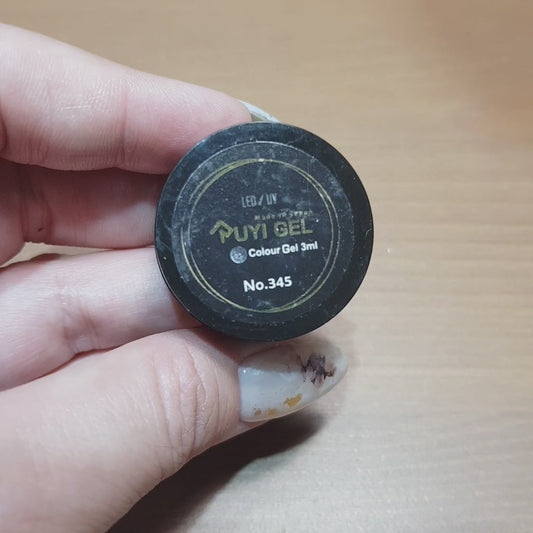 LED / UV
MADE IN JAPAN
PUYI GEL
Colour Gel 3ml
No.345